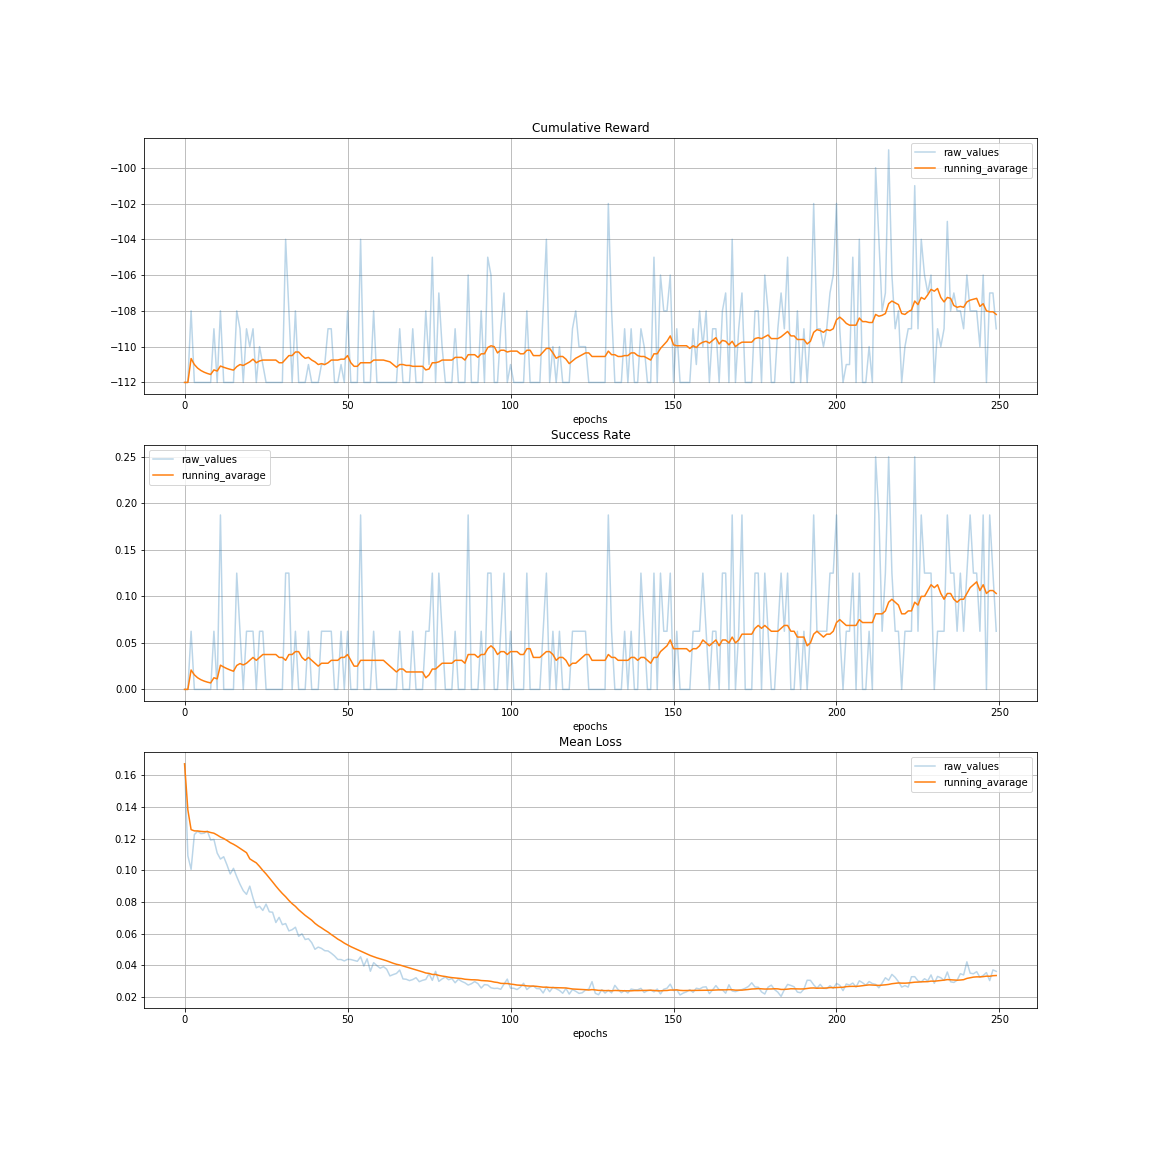 Cumulative Reward
raw_values
running_avarage
−100
−102
−104
−106
−108
−110
−112
0 50 100 150 200 250
epochs
Success Rate
raw_values
running_avarage
0.25
0.20
0.15
0.10
0.05
0.00
0 50 100 150 200 250
epochs
Mean Loss
raw_values
running_avarage
0.16
0.14
0.12
0.10
0.08
0.06
0.04
0.02
0 50 100 150 200 250
epochs